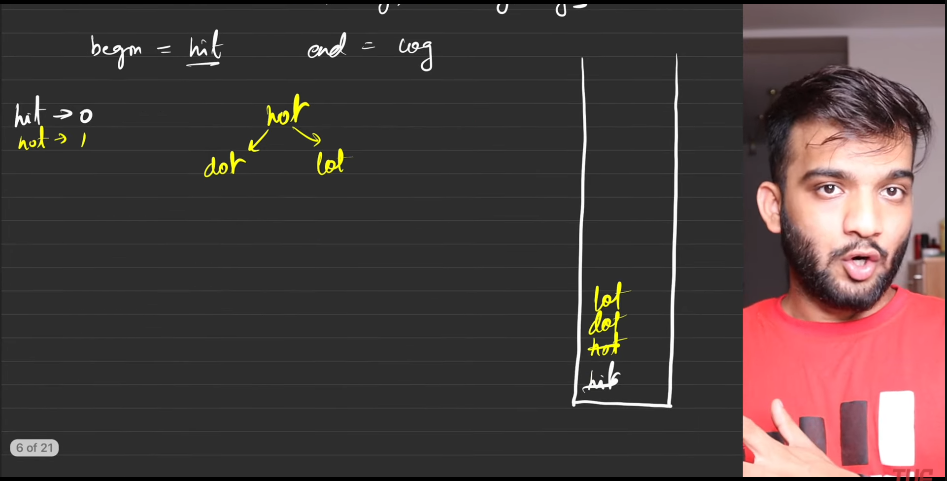 begin = hit end = cog
hit → 0
hot → 1
hot
dot lot
lot
dot
hot
hit
6 of 21